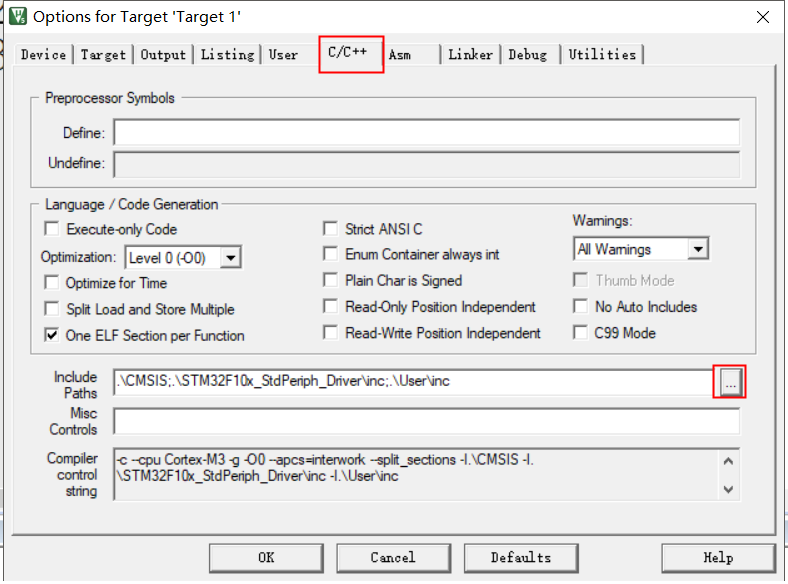 Options for Target 'Target 1'
Device Target Output Listing User C/C++ Asm Linker Debug Utilities
Preprocessor Symbols
Define:
Undefine:
Language / Code Generation
Execute-only Code Strict ANSI C Warnings:
Optimization: Level 0 (-O0) Enum Container always int All Warnings
Optimize for Time Plain Char is Signed Thumb Mode
Split Load and Store Multiple Read-Only Position Independent No Auto Includes
One ELF Section per Function Read-Write Position Independent C99 Mode
Include
Paths
.\CMSIS;.\STM32F10x_StdPeriph_Driver\inc;.\User\inc ...
Misc
Controls
Compiler
control
string
-c --cpu Cortex-M3 -g -O0 --apcs=interwork --split_sections -I.\CMSIS -I.
\STM32F10x_StdPeriph_Driver\inc -I.\User\inc
OK Cancel Defaults Help